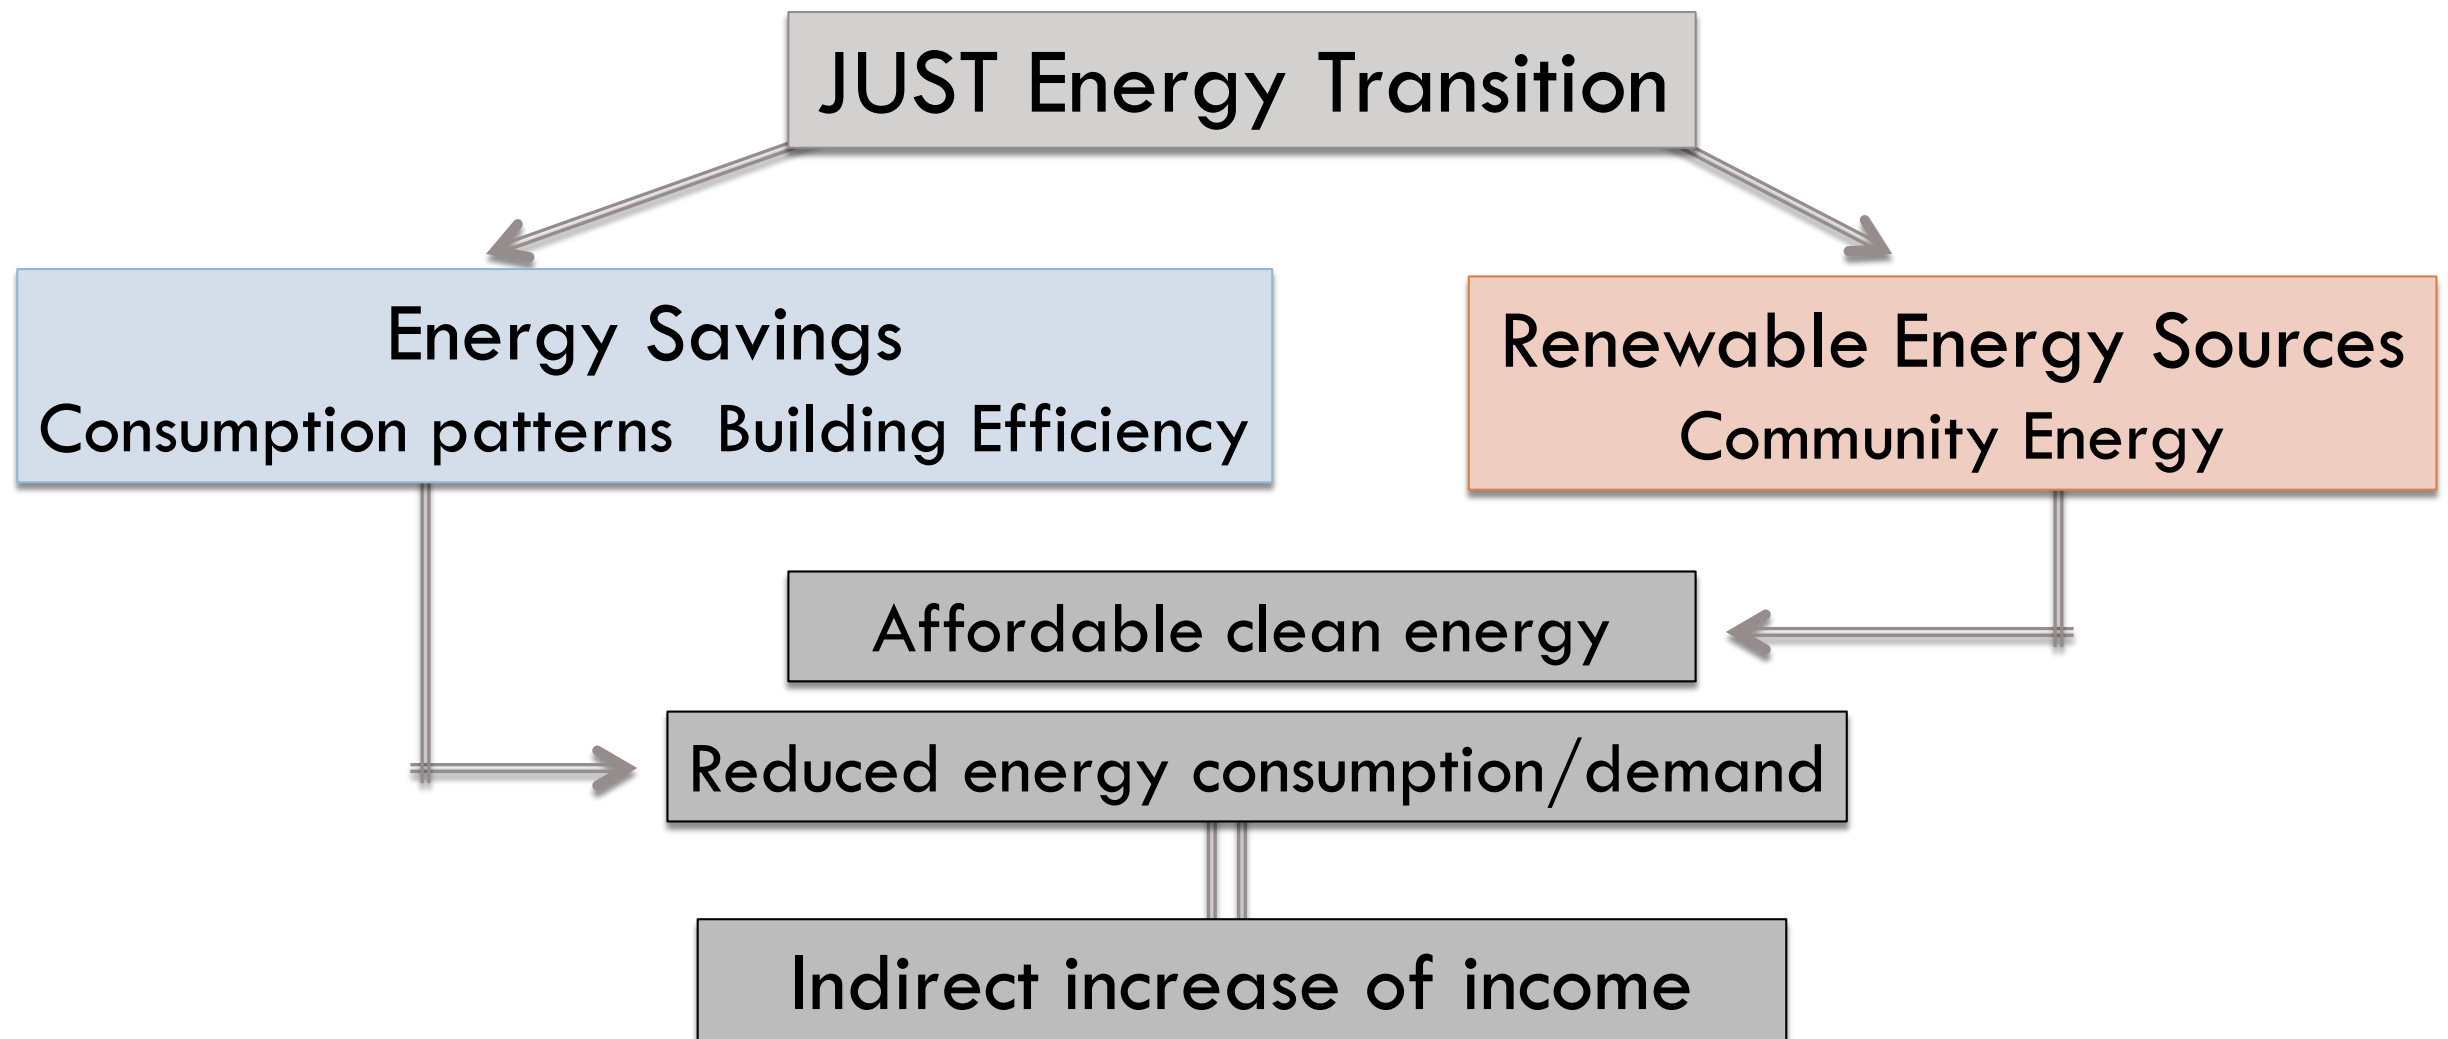 JUST Energy Transition
Energy Savings
Consumption patterns  Building Efficiency
Renewable Energy Sources
Community Energy
Affordable clean energy
Reduced energy consumption/demand
Indirect increase of income